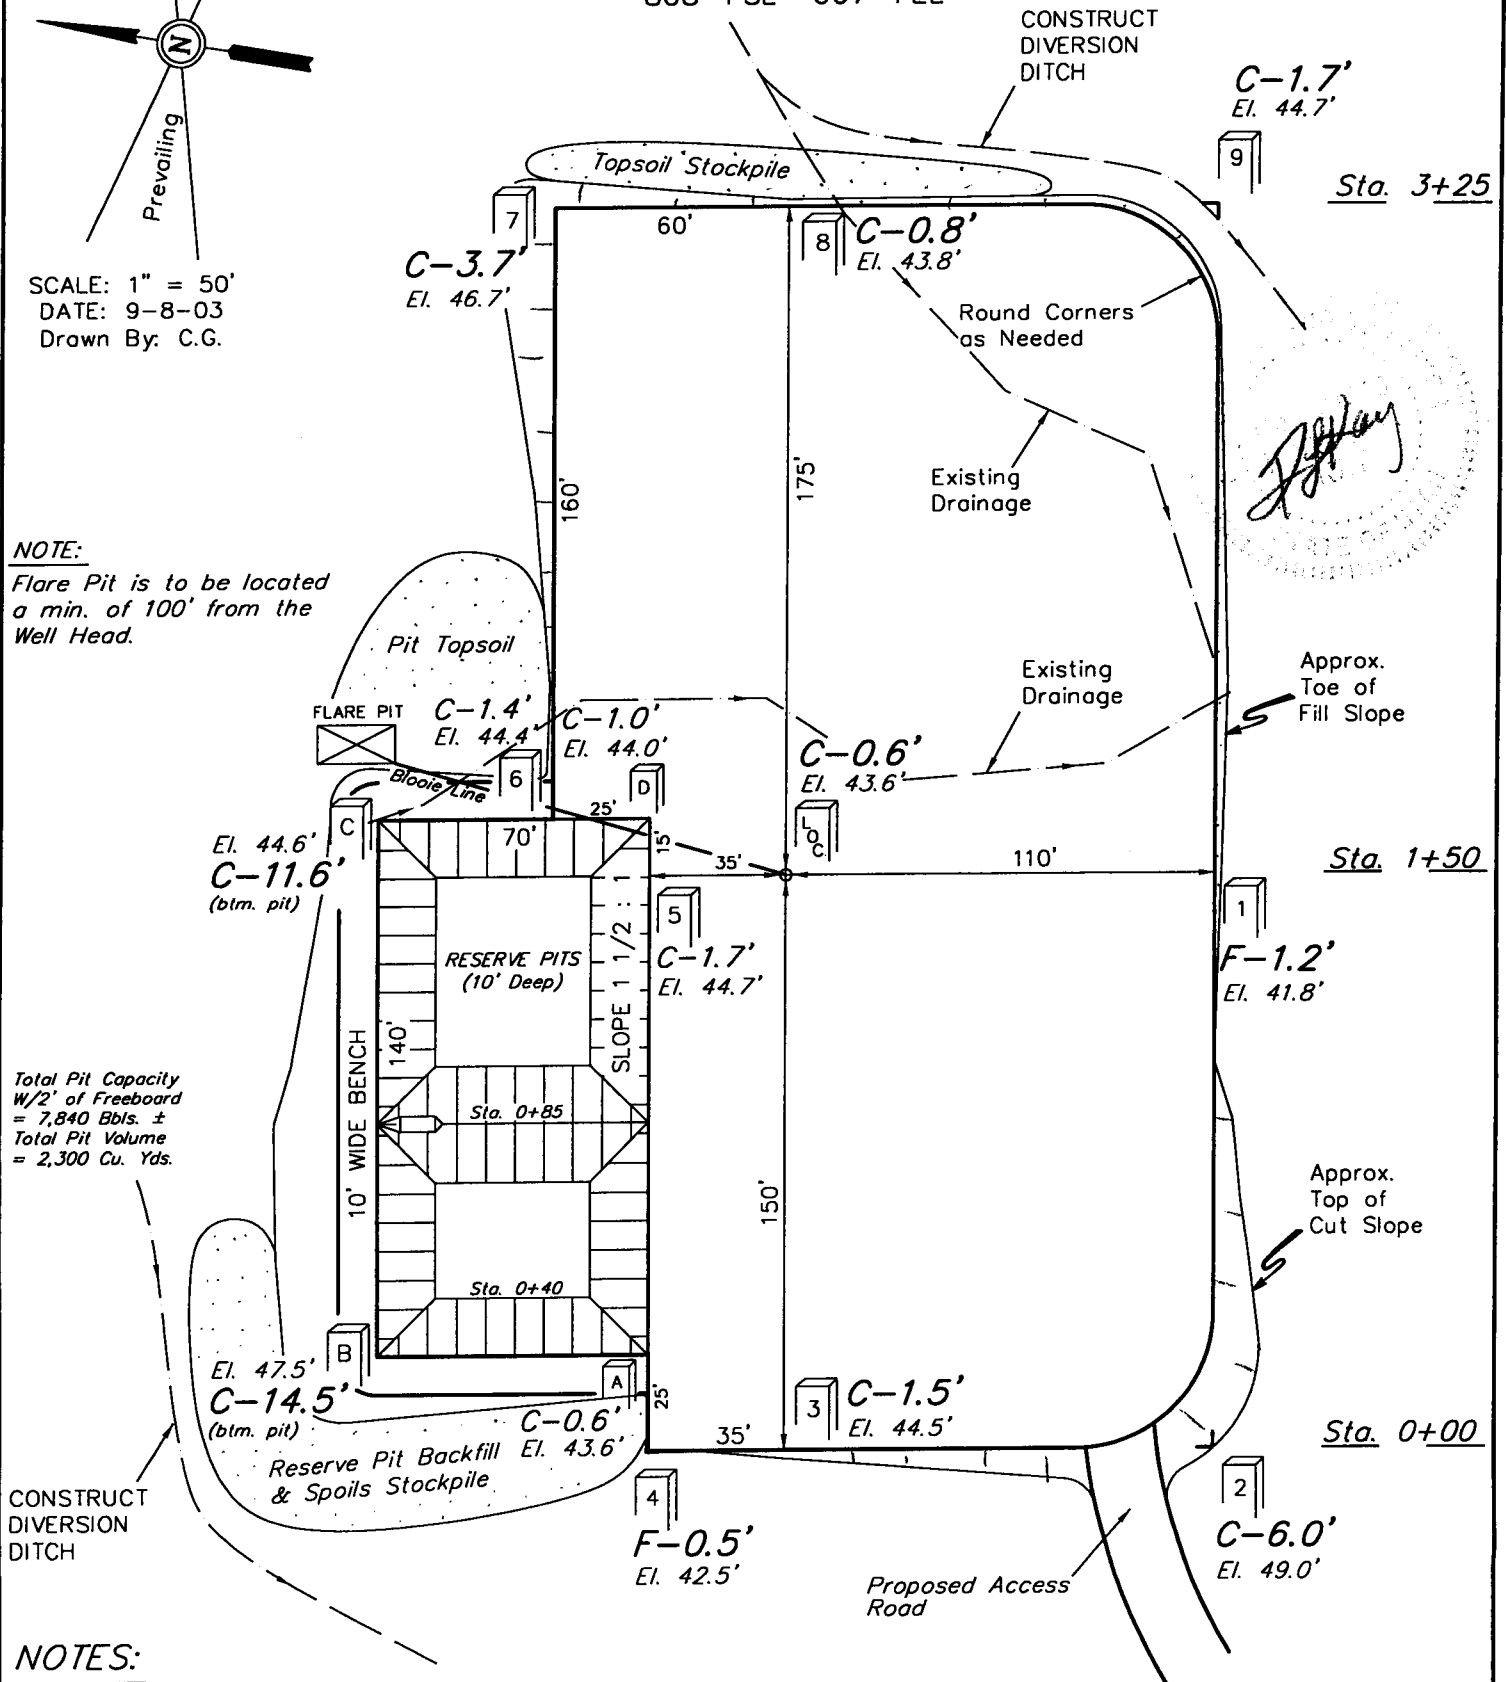 CONSTRUCT
DIVERSION
DITCH
C-1.7'
El. 44.7'
N
Prevailing
9
Topsoil Stockpile
Sta. 3+25
7
60'
8
C-0.8'
El. 43.8'
C-3.7'
El. 46.7'
SCALE: 1" = 50'
DATE: 9-8-03
Drawn By: C.G.
Round Corners
as Needed
175'
160'
Existing
Drainage
NOTE:
Flare Pit is to be located
a min. of 100' from the
Well Head.
Pit Topsoil
Existing
Drainage
Approx.
Toe of
Fill Slope
FLARE PIT
C-1.4'
El. 44.4'
C-1.0'
El. 44.0'
C-0.6'
El. 43.6'
6
D
Blooie Line
25'
C
70'
15'
LOC.
El. 44.6'
C-11.6'
(btm. pit)
35'
110'
Sta. 1+50
5
1
RESERVE PITS
(10' Deep)
SLOPE 1 1/2 : 1
C-1.7'
El. 44.7'
F-1.2'
El. 41.8'
140'
10' WIDE BENCH
Total Pit Capacity
W/2' of Freeboard
= 7,840 Bbls. ±
Total Pit Volume
= 2,300 Cu. Yds.
Sta. 0+85
150'
Approx.
Top of
Cut Slope
Sta. 0+40
B
El. 47.5'
C-14.5'
(btm. pit)
A
25'
C-0.6'
El. 43.6'
3
C-1.5'
El. 44.5'
35'
Sta. 0+00
Reserve Pit Backfill
& Spoils Stockpile
4
F-0.5'
El. 42.5'
2
C-6.0'
El. 49.0'
CONSTRUCT
DIVERSION
DITCH
Proposed Access
Road
NOTES: